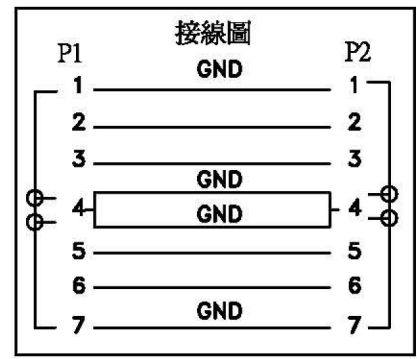 接線圖
P1 P2
GND
1 1
2 2
3 3
GND
4 GND 4
5 5
6 6
GND
7 7